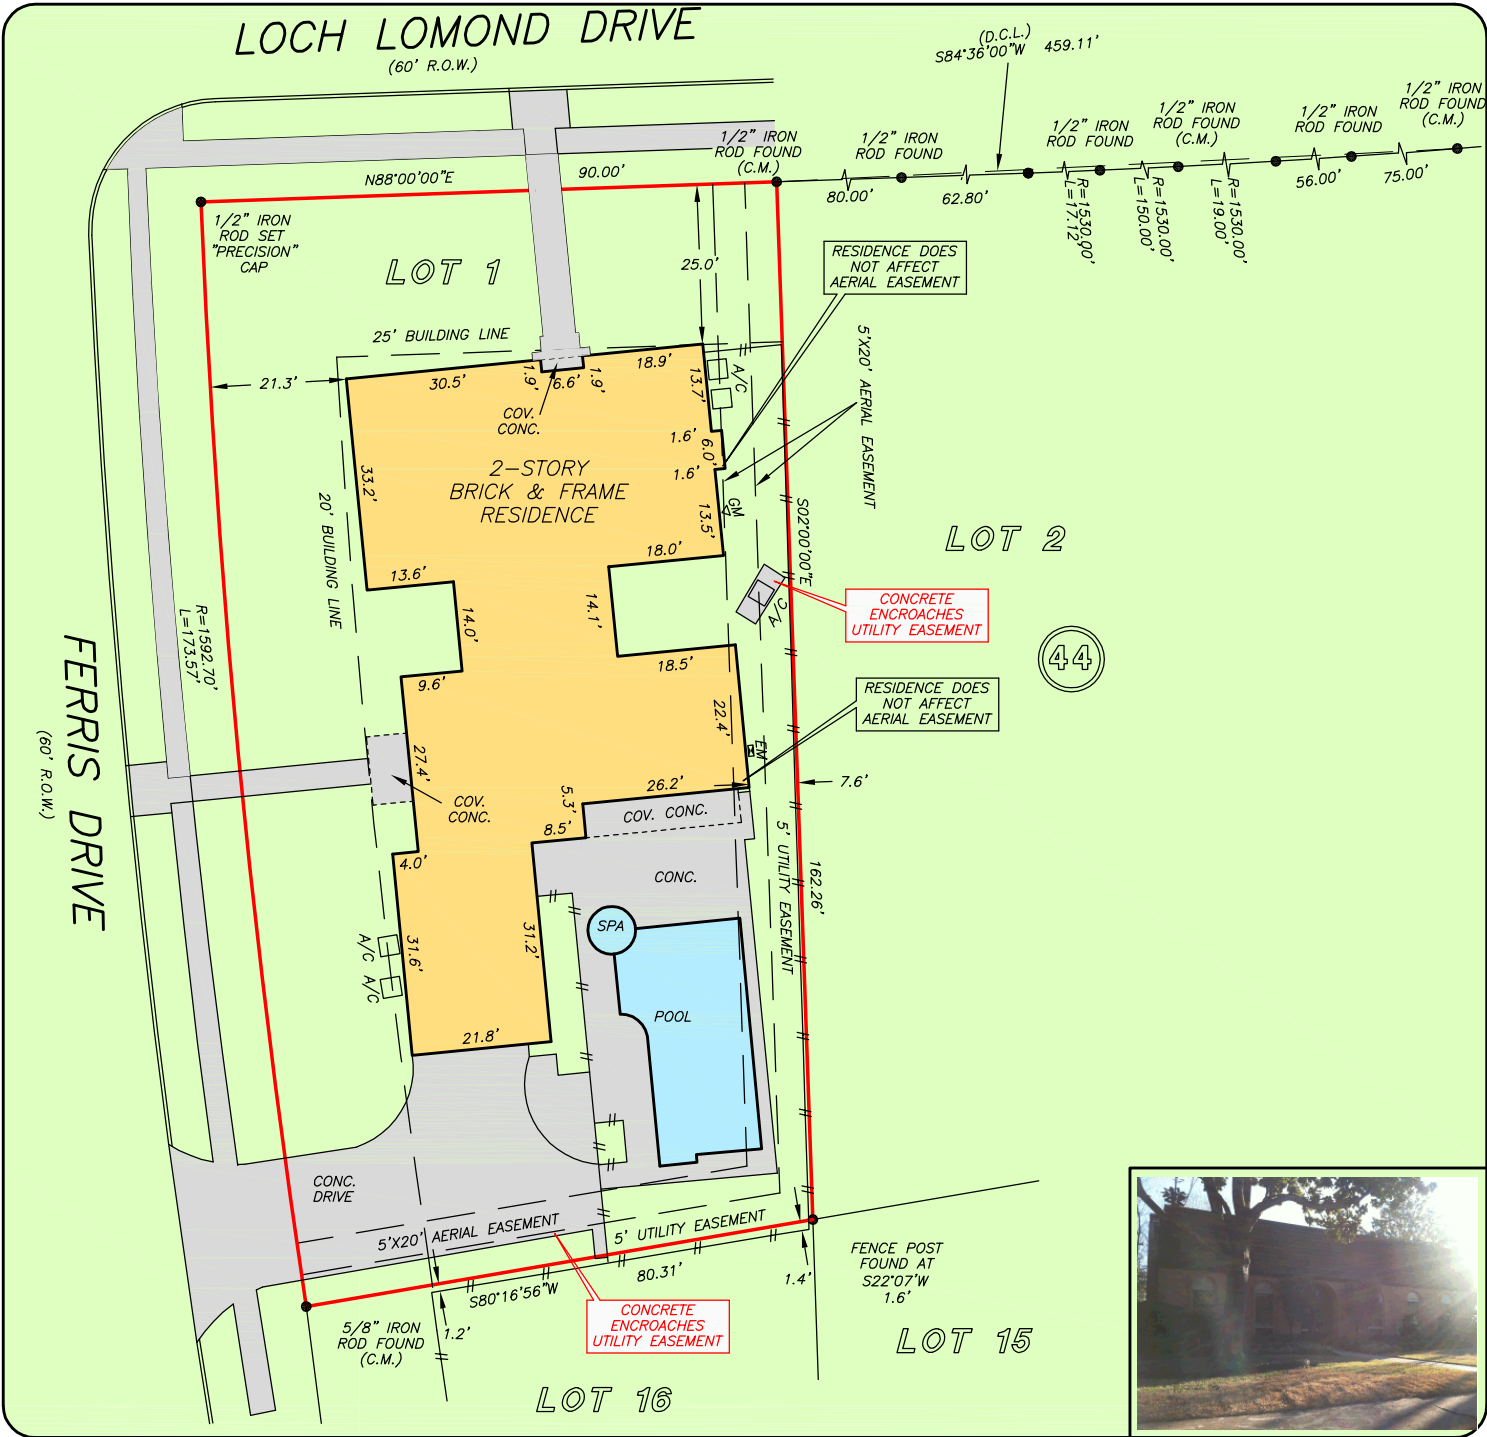 LOCH LOMOND DRIVE
(60' R.O.W.)
(D.C.L.)
S84°36'00"W 459.11'
1/2" IRON
ROD FOUND
(C.M.)
1/2" IRON
ROD FOUND
1/2" IRON
ROD FOUND
1/2" IRON
ROD FOUND
(C.M.)
1/2" IRON
ROD FOUND
1/2" IRON
ROD FOUND
(C.M.)
N88°00'00"E
90.00'
80.00'
62.80'
R=1530.00'
L=17.12'
R=1530.00'
L=150.00'
R=1530.00'
L=19.00'
56.00'
75.00'
1/2" IRON
ROD SET
"PRECISION"
CAP
LOT 1
25.0'
RESIDENCE DOES
NOT AFFECT
AERIAL EASEMENT
25' BUILDING LINE
21.3'
30.5'
1.9'
6.6'
1.9'
18.9'
13.7'
A/C
5'X20' AERIAL EASEMENT
COV.
CONC.
1.6'
6.0'
1.6'
2-STORY
BRICK & FRAME
RESIDENCE
33.2'
20' BUILDING LINE
13.5'
GM
S02°00'00"E
LOT 2
18.0'
13.6'
14.0'
14.1'
A/C
CONCRETE
ENCROACHES
UTILITY EASEMENT
R=1592.70'
L=173.57'
44
9.6'
18.5'
RESIDENCE DOES
NOT AFFECT
AERIAL EASEMENT
22.4'
EM
FERRIS DRIVE
(60' R.O.W.)
27.4'
COV.
CONC.
5.3'
26.2'
7.6'
8.5'
COV. CONC.
4.0'
CONC.
5' UTILITY EASEMENT
162.26'
31.6'
31.2'
A/C
A/C
SPA
POOL
21.8'
CONC.
DRIVE
5'X20' AERIAL EASEMENT
5' UTILITY EASEMENT
S80°16'56"W
80.31'
1.4'
1.2'
FENCE POST
FOUND AT
S22°07'W
1.6'
5/8" IRON
ROD FOUND
(C.M.)
CONCRETE
ENCROACHES
UTILITY EASEMENT
LOT 15
LOT 16